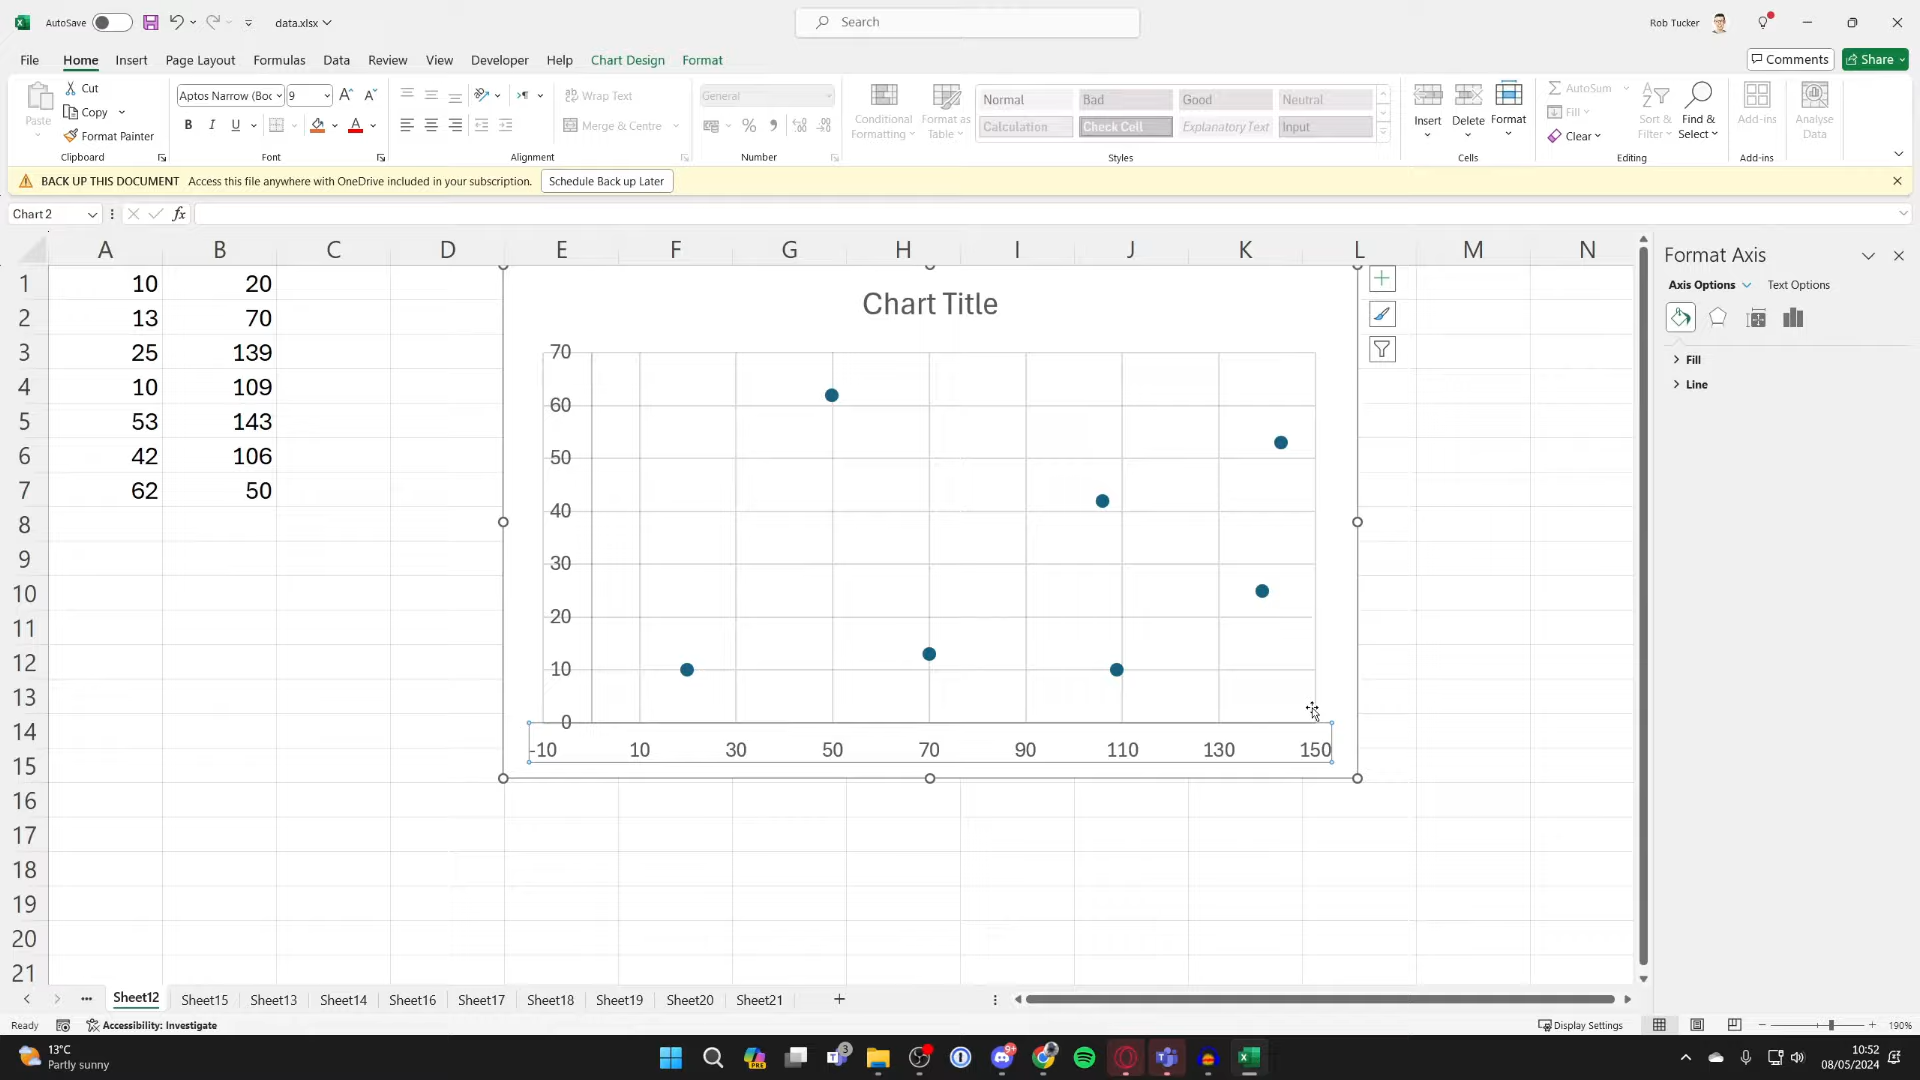 AutoSave
data.xlsx
Search
Rob Tucker
File Home Insert Page Layout Formulas Data Review View Developer Help Chart Design Format
Comments Share
Paste
Cut
Copy
Format Painter
Clipboard
Aptos Narrow (Boc 9
B I U A
Font
Wrap Text
Merge & Centre
Alignment
General
Number
Conditional Formatting
Format as Table
Normal Bad Good Neutral
Calculation Check Cell Explanatory Text Input
Styles
Insert Delete Format
Cells
AutoSum
Fill
Clear
Sort & Filter
Find & Select
Editing
Add-ins
Add-ins
Analyse Data
BACK UP THIS DOCUMENT Access this file anywhere with OneDrive included in your subscription. Schedule Back up Later
Chart 2 fx
A B C D E F G H I J K L M N
1 10 20
2 13 70
3 25 139
4 10 109
5 53 143
6 42 106
7 62 50
8
9
10
11
12
13
14
15
16
17
18
19
20
21
Chart Title
70
60
50
40
30
20
10
0
-10 10 30 50 70 90 110 130 150
Format Axis
Axis Options Text Options
Fill
Line
Sheet12 Sheet15 Sheet13 Sheet14 Sheet16 Sheet17 Sheet18 Sheet19 Sheet20 Sheet21
Ready Accessibility: Investigate Display Settings 190%
13°C
Partly sunny
PRE
3
9+
10:52
08/05/2024